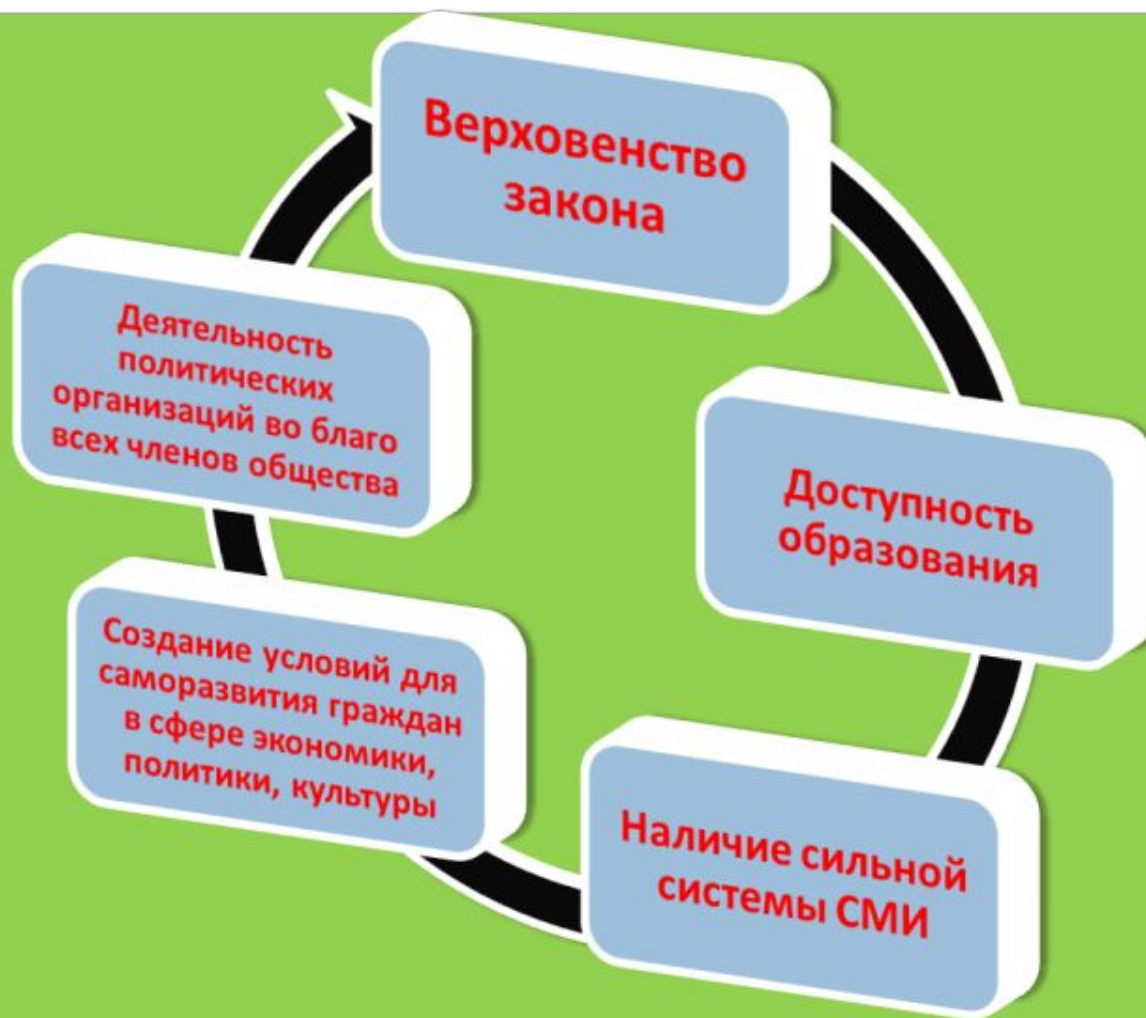 Верховенство
закона
Доступность
образования
Наличие сильной
системы СМИ
Создание условий для
саморазвития граждан
в сфере экономики,
политики, культуры
Деятельность
политических
организаций во благо
всех членов общества